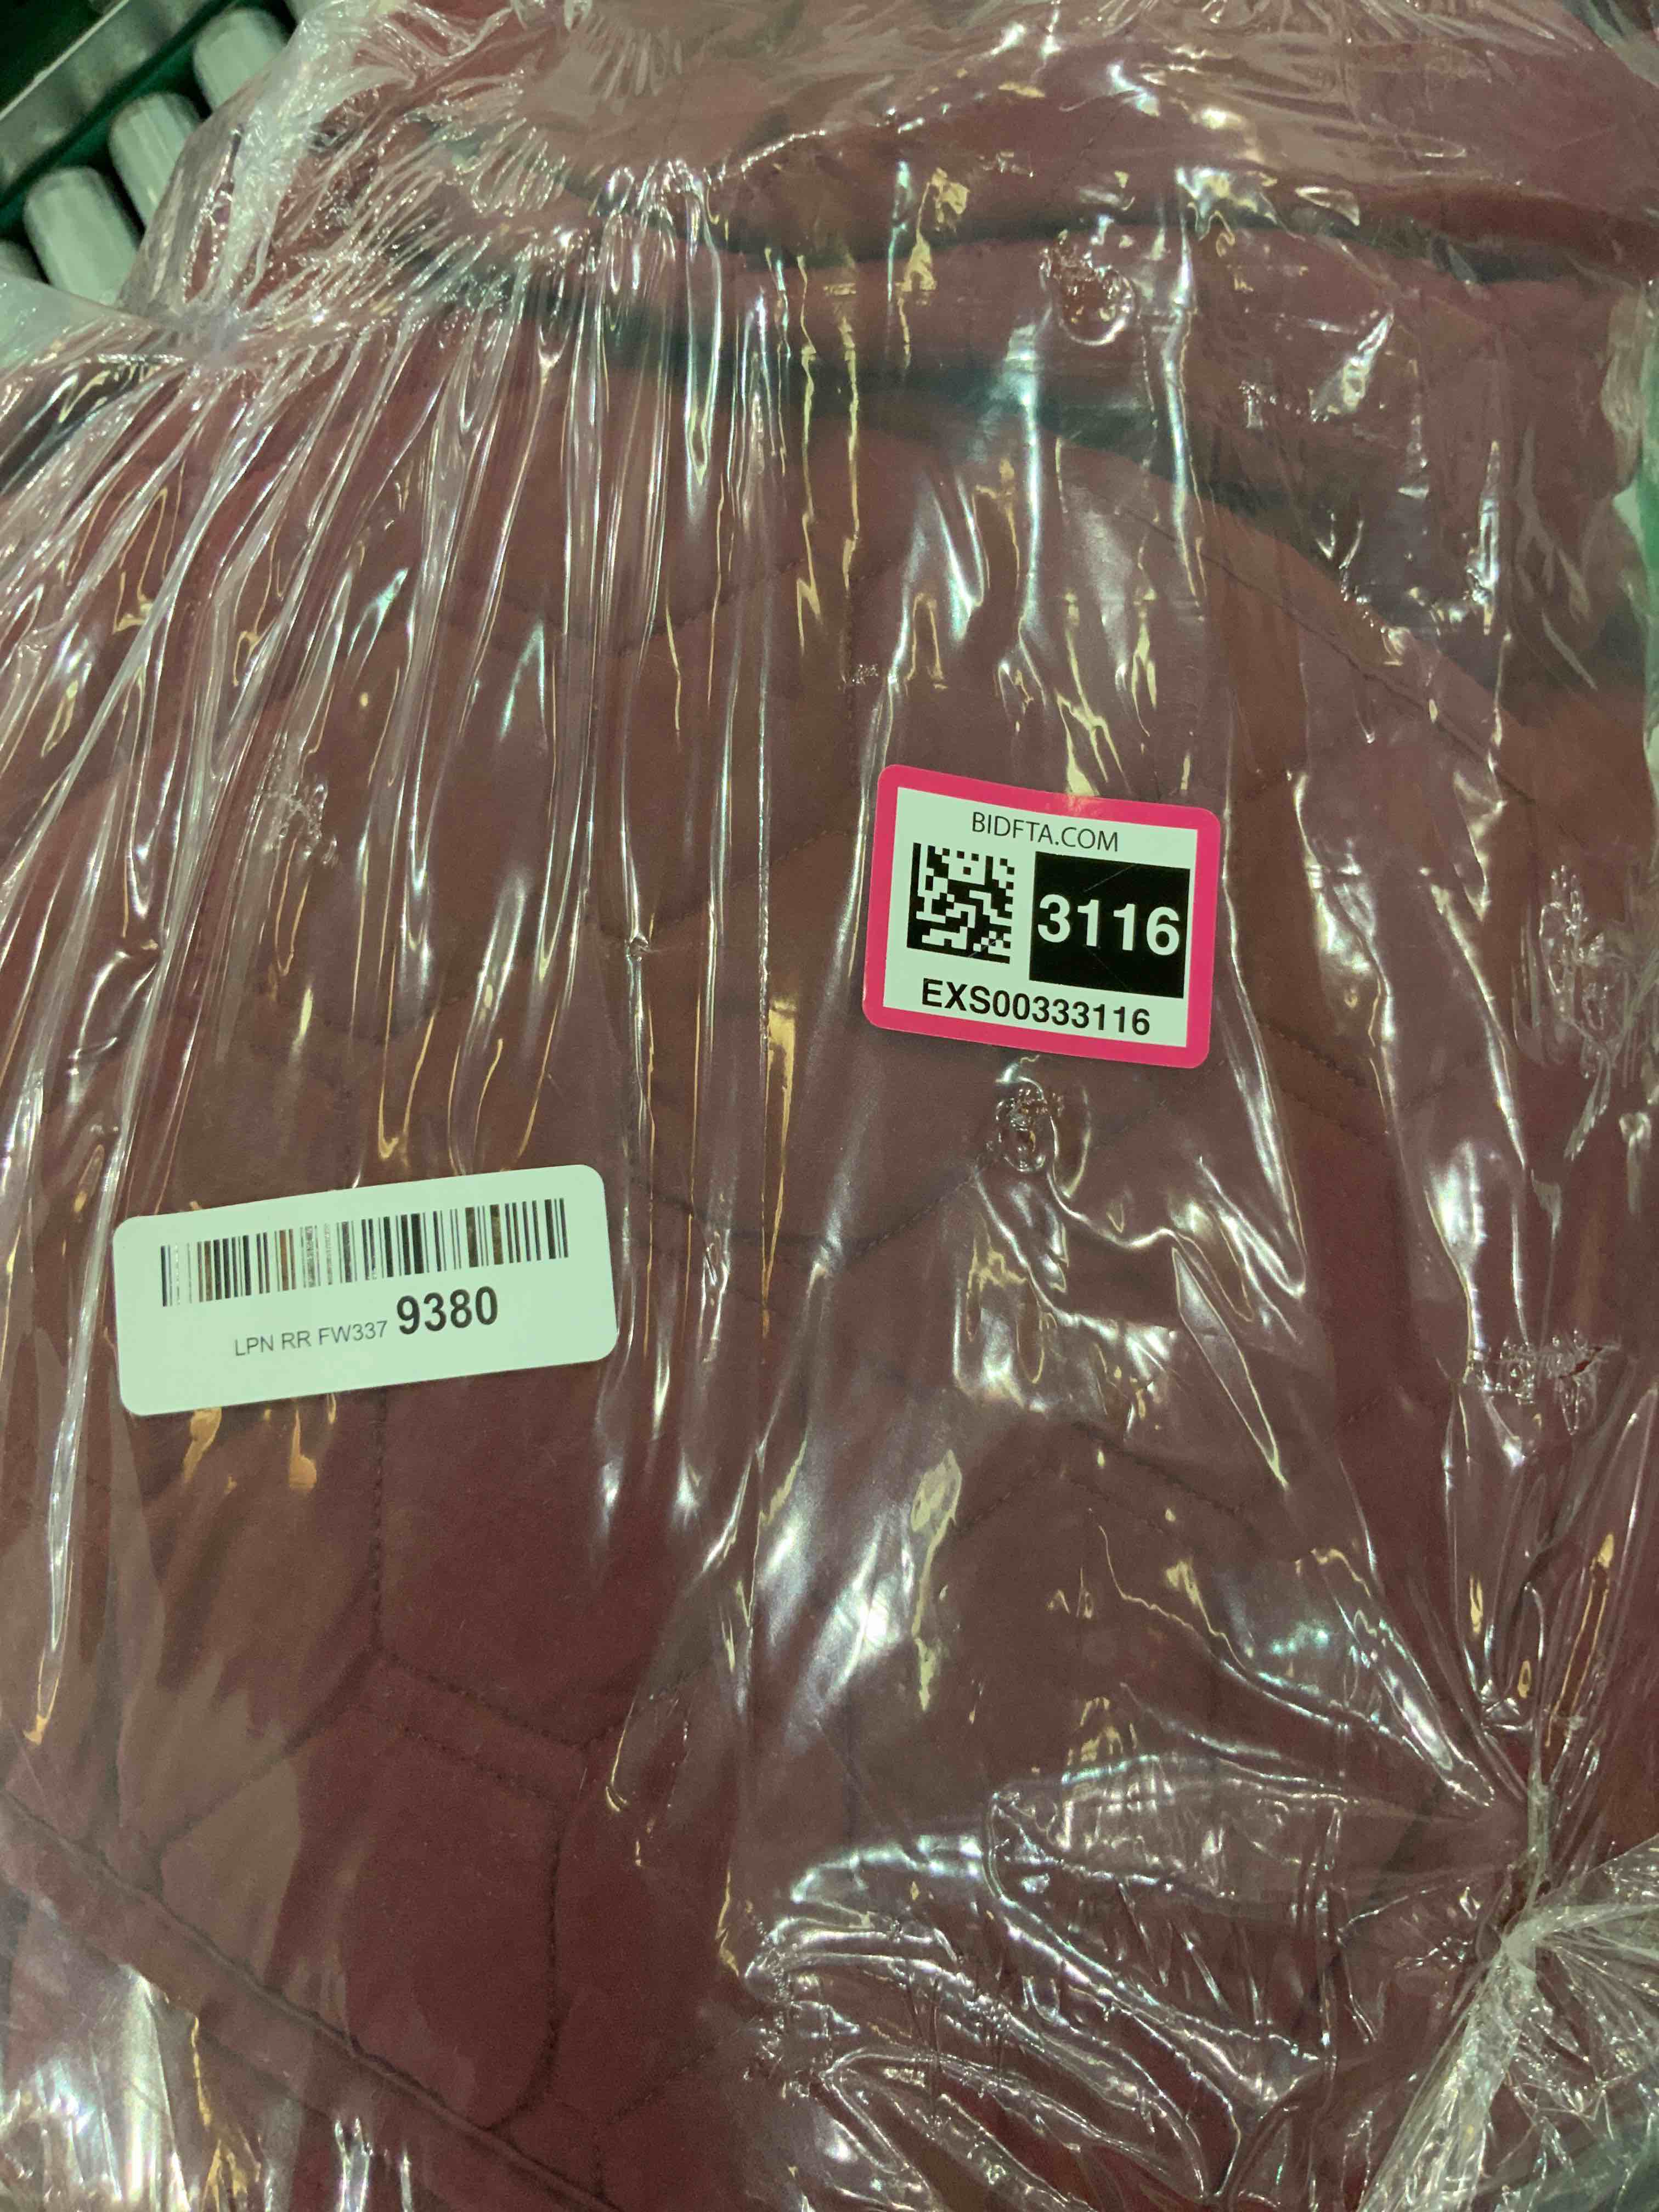 BIDFTA.COM
3116
EXS00333116
LPN RR FW337 9380